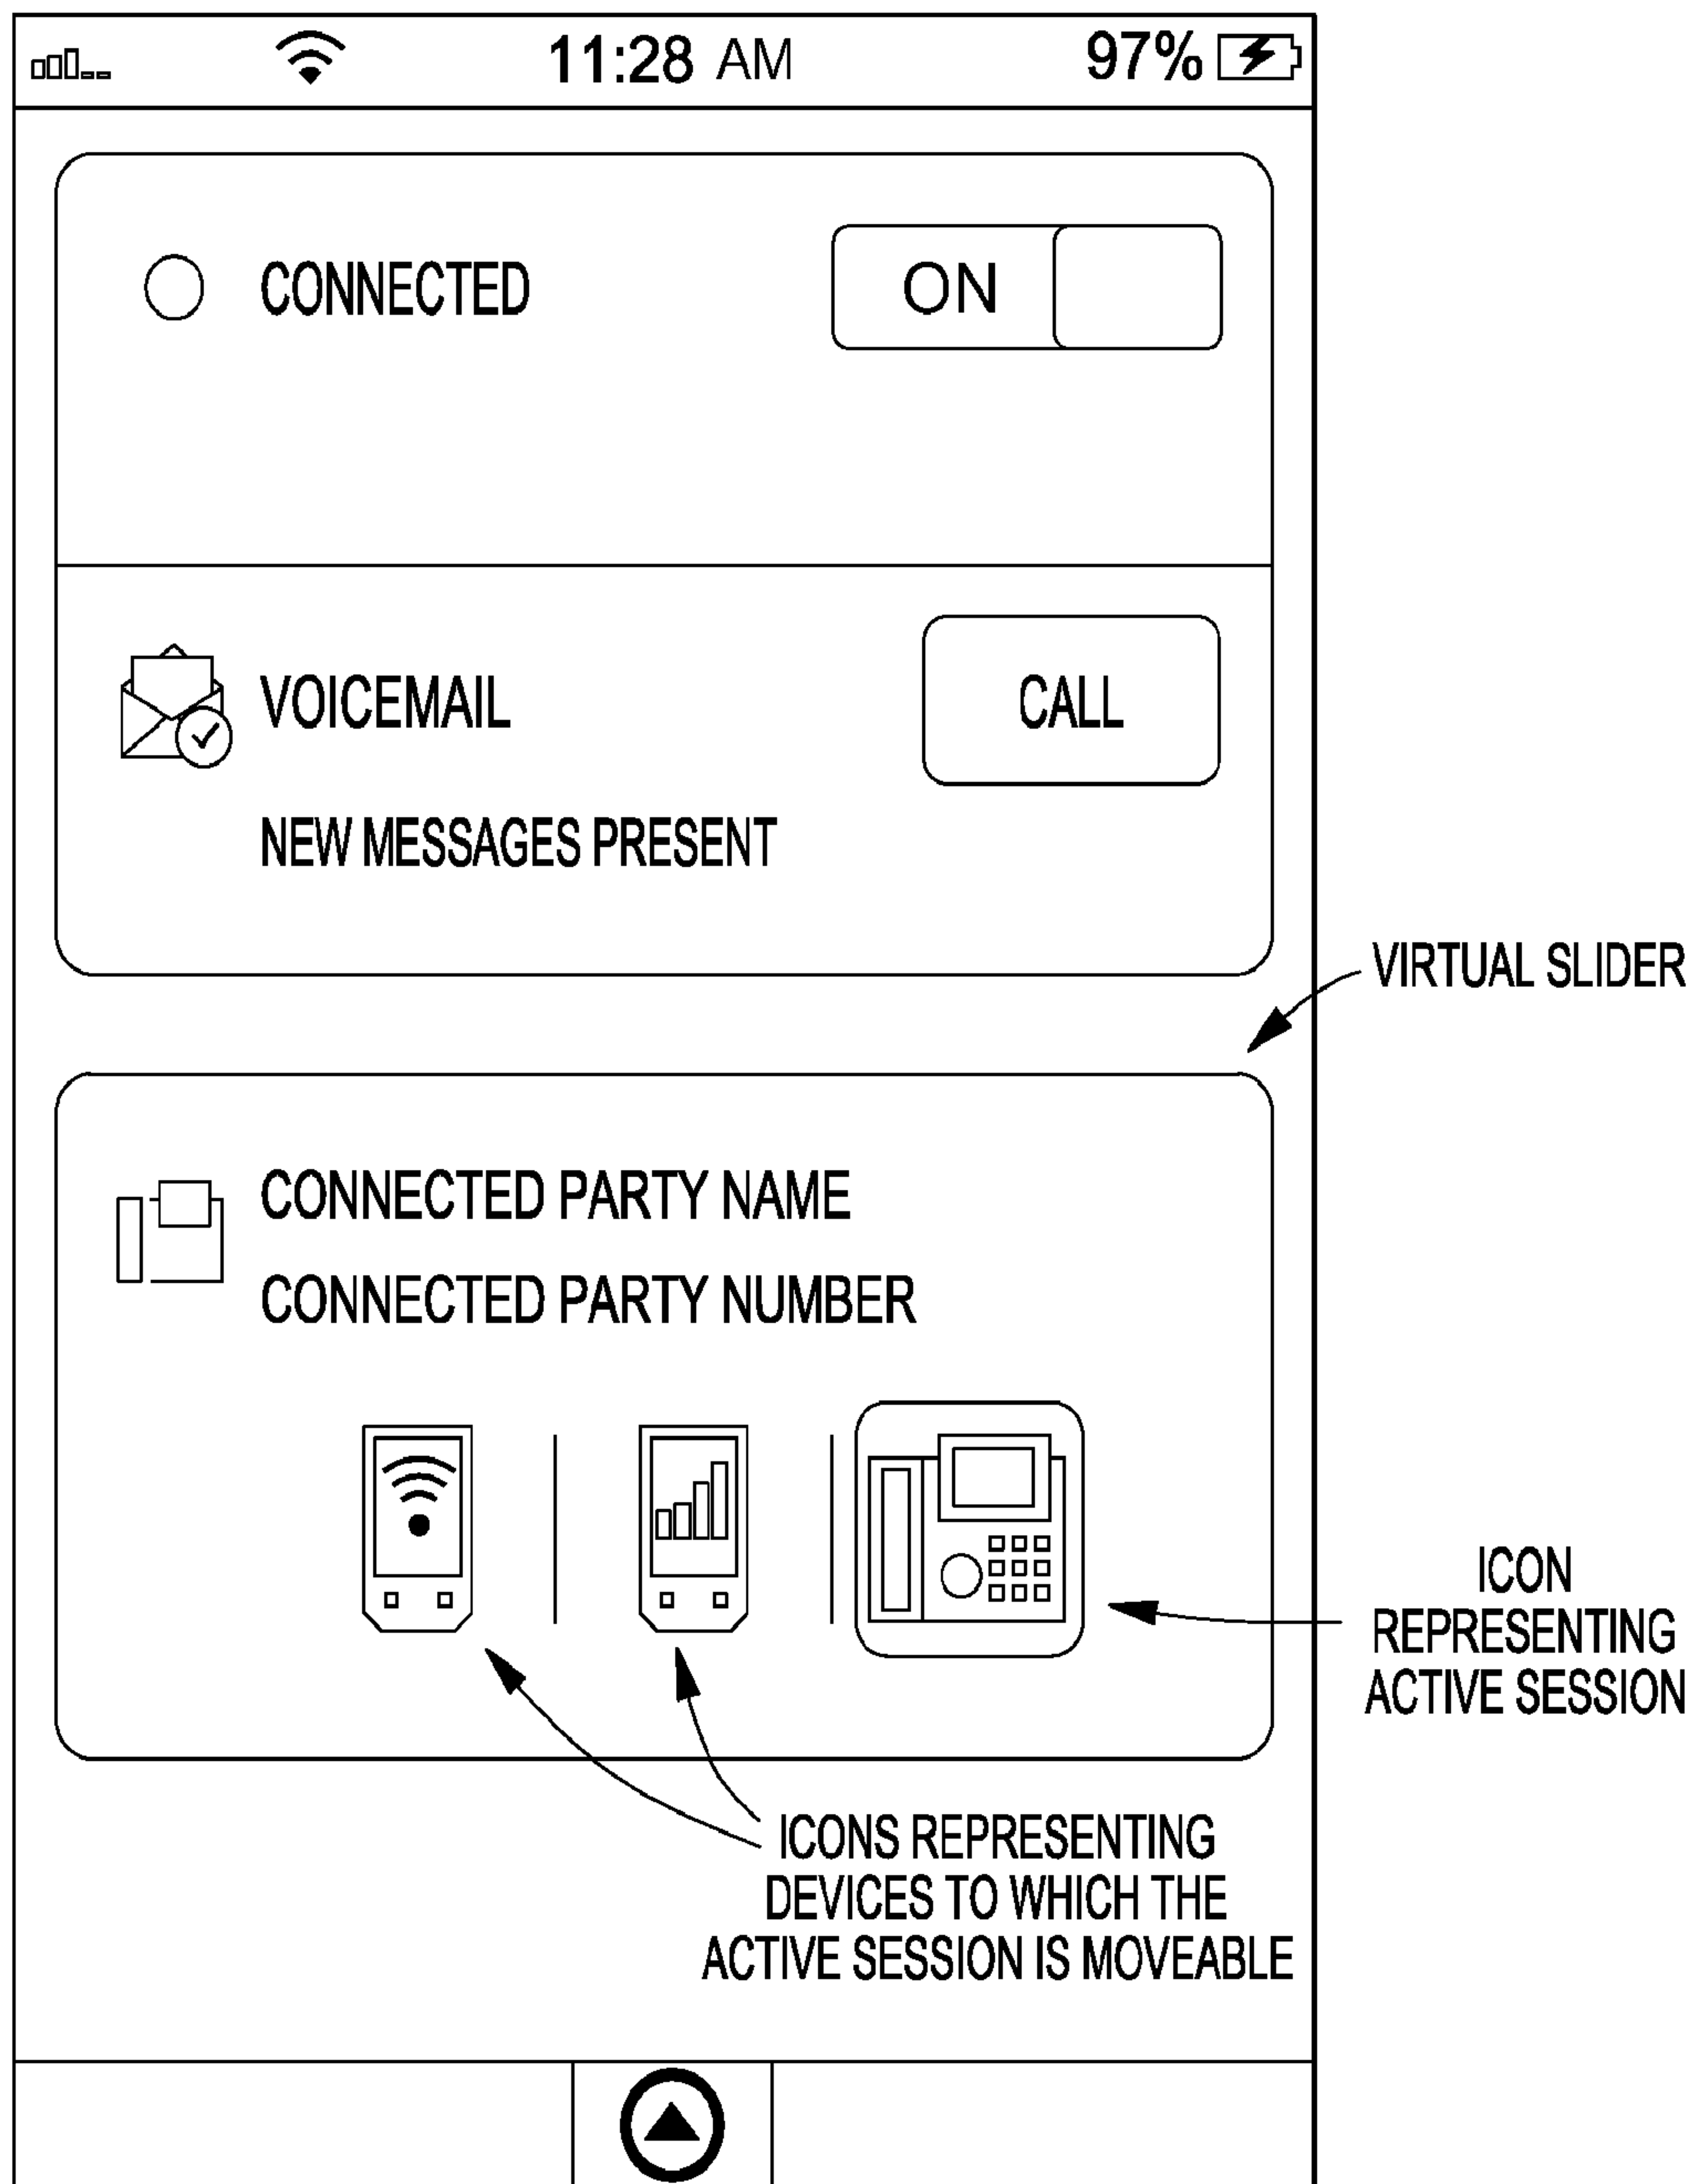 11:28 AM 97%
CONNECTED ON
VOICEMAIL CALL
NEW MESSAGES PRESENT
VIRTUAL SLIDER
CONNECTED PARTY NAME
CONNECTED PARTY NUMBER
ICON
REPRESENTING
ACTIVE SESSION
ICONS REPRESENTING
DEVICES TO WHICH THE
ACTIVE SESSION IS MOVEABLE